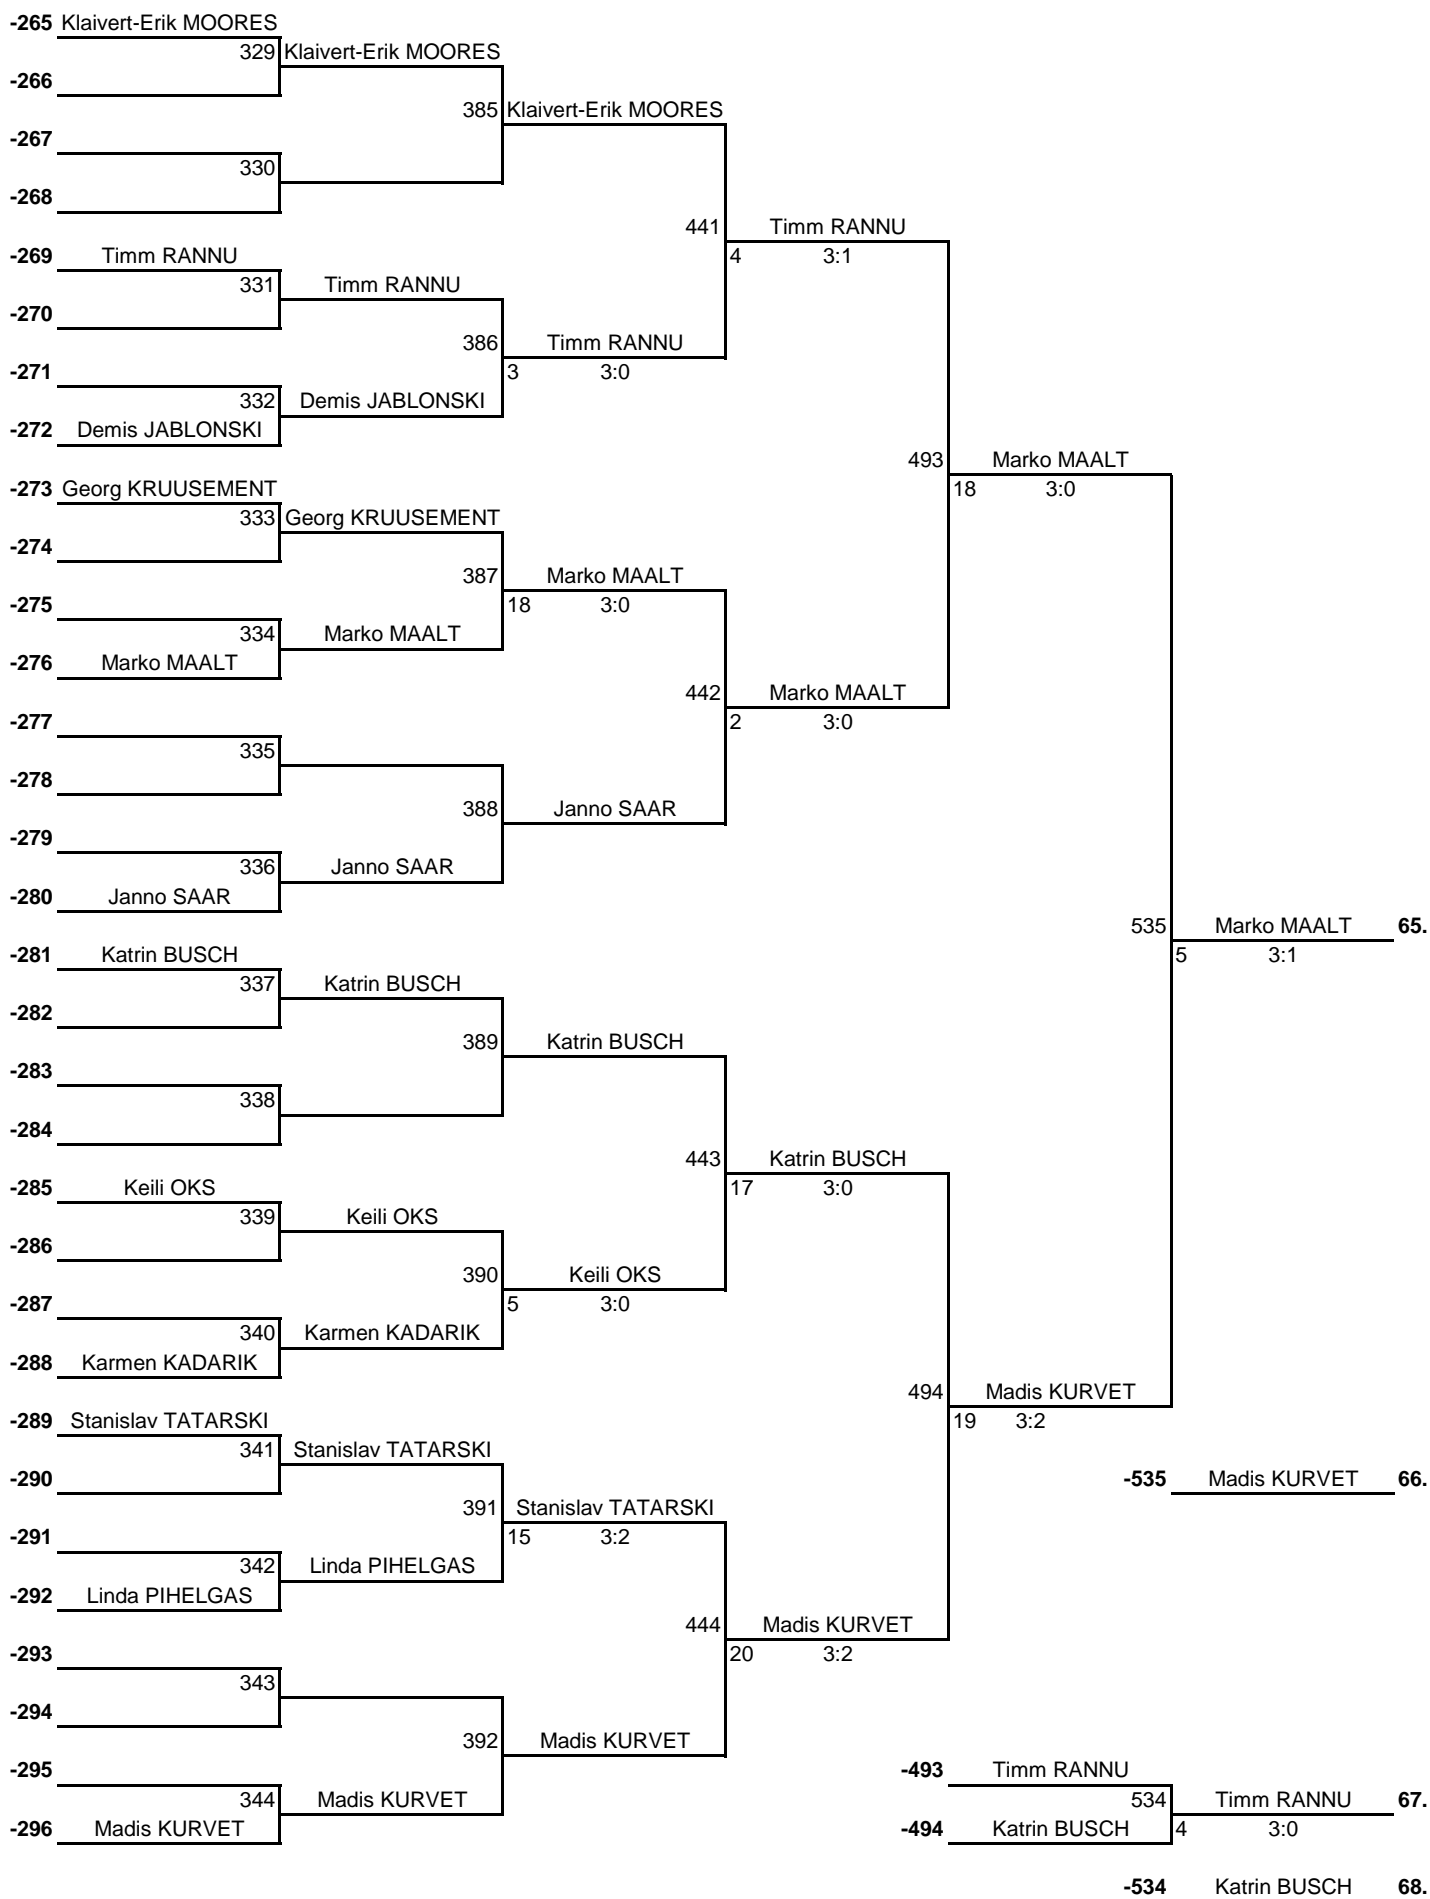 -265 Klaivert-Erik MOORES
329 Klaivert-Erik MOORES
-266
385 Klaivert-Erik MOORES
-267
330
-268
441 Timm RANNU
-269 Timm RANNU
4 3:1
331 Timm RANNU
-270
386 Timm RANNU
-271
3 3:0
332 Demis JABLONSKI
-272 Demis JABLONSKI
493 Marko MAALT
-273 Georg KRUUSEMENT
18 3:0
333 Georg KRUUSEMENT
-274
387 Marko MAALT
-275
18 3:0
334 Marko MAALT
-276 Marko MAALT
442 Marko MAALT
-277
2 3:0
335
-278
388 Janno SAAR
-279
336 Janno SAAR
-280 Janno SAAR
535 Marko MAALT 65.
-281 Katrin BUSCH
5 3:1
337 Katrin BUSCH
-282
389 Katrin BUSCH
-283
338
-284
443 Katrin BUSCH
-285 Keili OKS
17 3:0
339 Keili OKS
-286
390 Keili OKS
-287
5 3:0
340 Karmen KADARIK
-288 Karmen KADARIK
494 Madis KURVET
-289 Stanislav TATARSKI
19 3:2
341 Stanislav TATARSKI
-290
-535 Madis KURVET 66.
391 Stanislav TATARSKI
-291
15 3:2
342 Linda PIHELGAS
-292 Linda PIHELGAS
444 Madis KURVET
-293
20 3:2
343
-294
392 Madis KURVET
-295
-493 Timm RANNU
344 Madis KURVET
534 Timm RANNU 67.
-296 Madis KURVET
-494 Katrin BUSCH
4 3:0
-534 Katrin BUSCH 68.